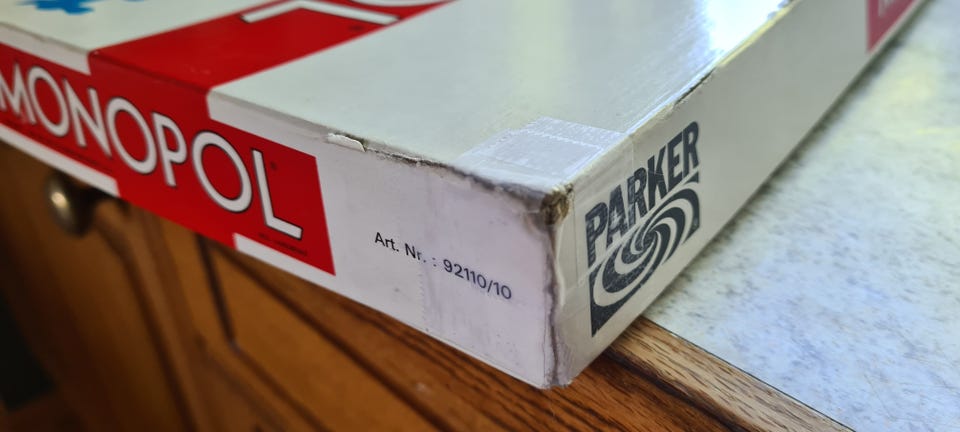 MONOPOL
Art. Nr. : 92110/10
PARKER